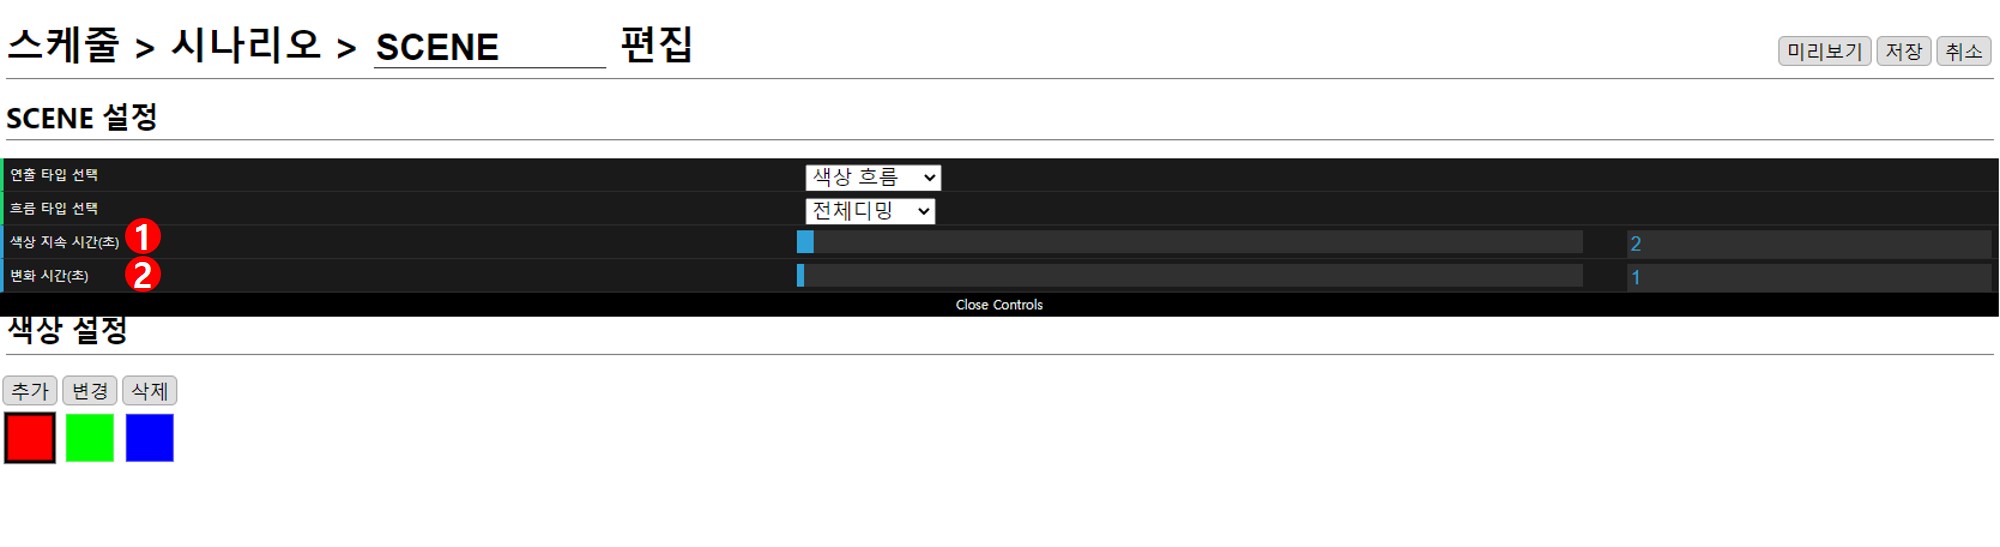 스케줄 > 시나리오 > SCENE 편집
미리보기 저장 취소
SCENE 설정
연출 타입 선택 색상 흐름
흐름 타입 선택 전체디밍
색상 지속 시간(초) 1 2
변화 시간(초) 2 1
Close Controls
색상 설정
추가 변경 삭제